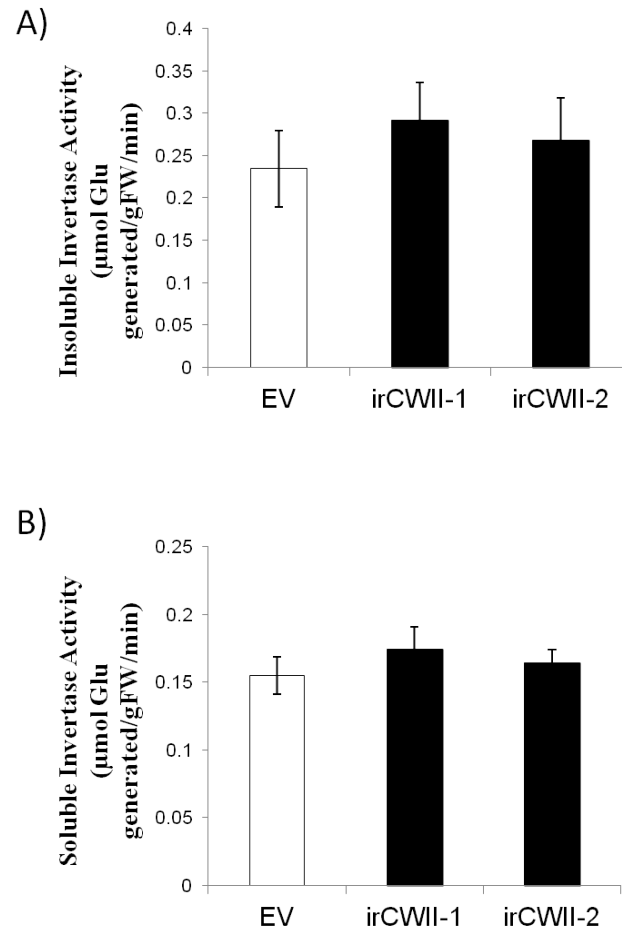 A)
Insoluble Invertase Activity
(µmol Glu
generated/gFW/min)
0.4
0.35
0.3
0.25
0.2
0.15
0.1
0.05
0
EV
irCWII-1
irCWII-2
B)
Soluble Invertase Activity
(µmol Glu
generated/gFW/min)
0.25
0.2
0.15
0.1
0.05
0
EV
irCWII-1
irCWII-2